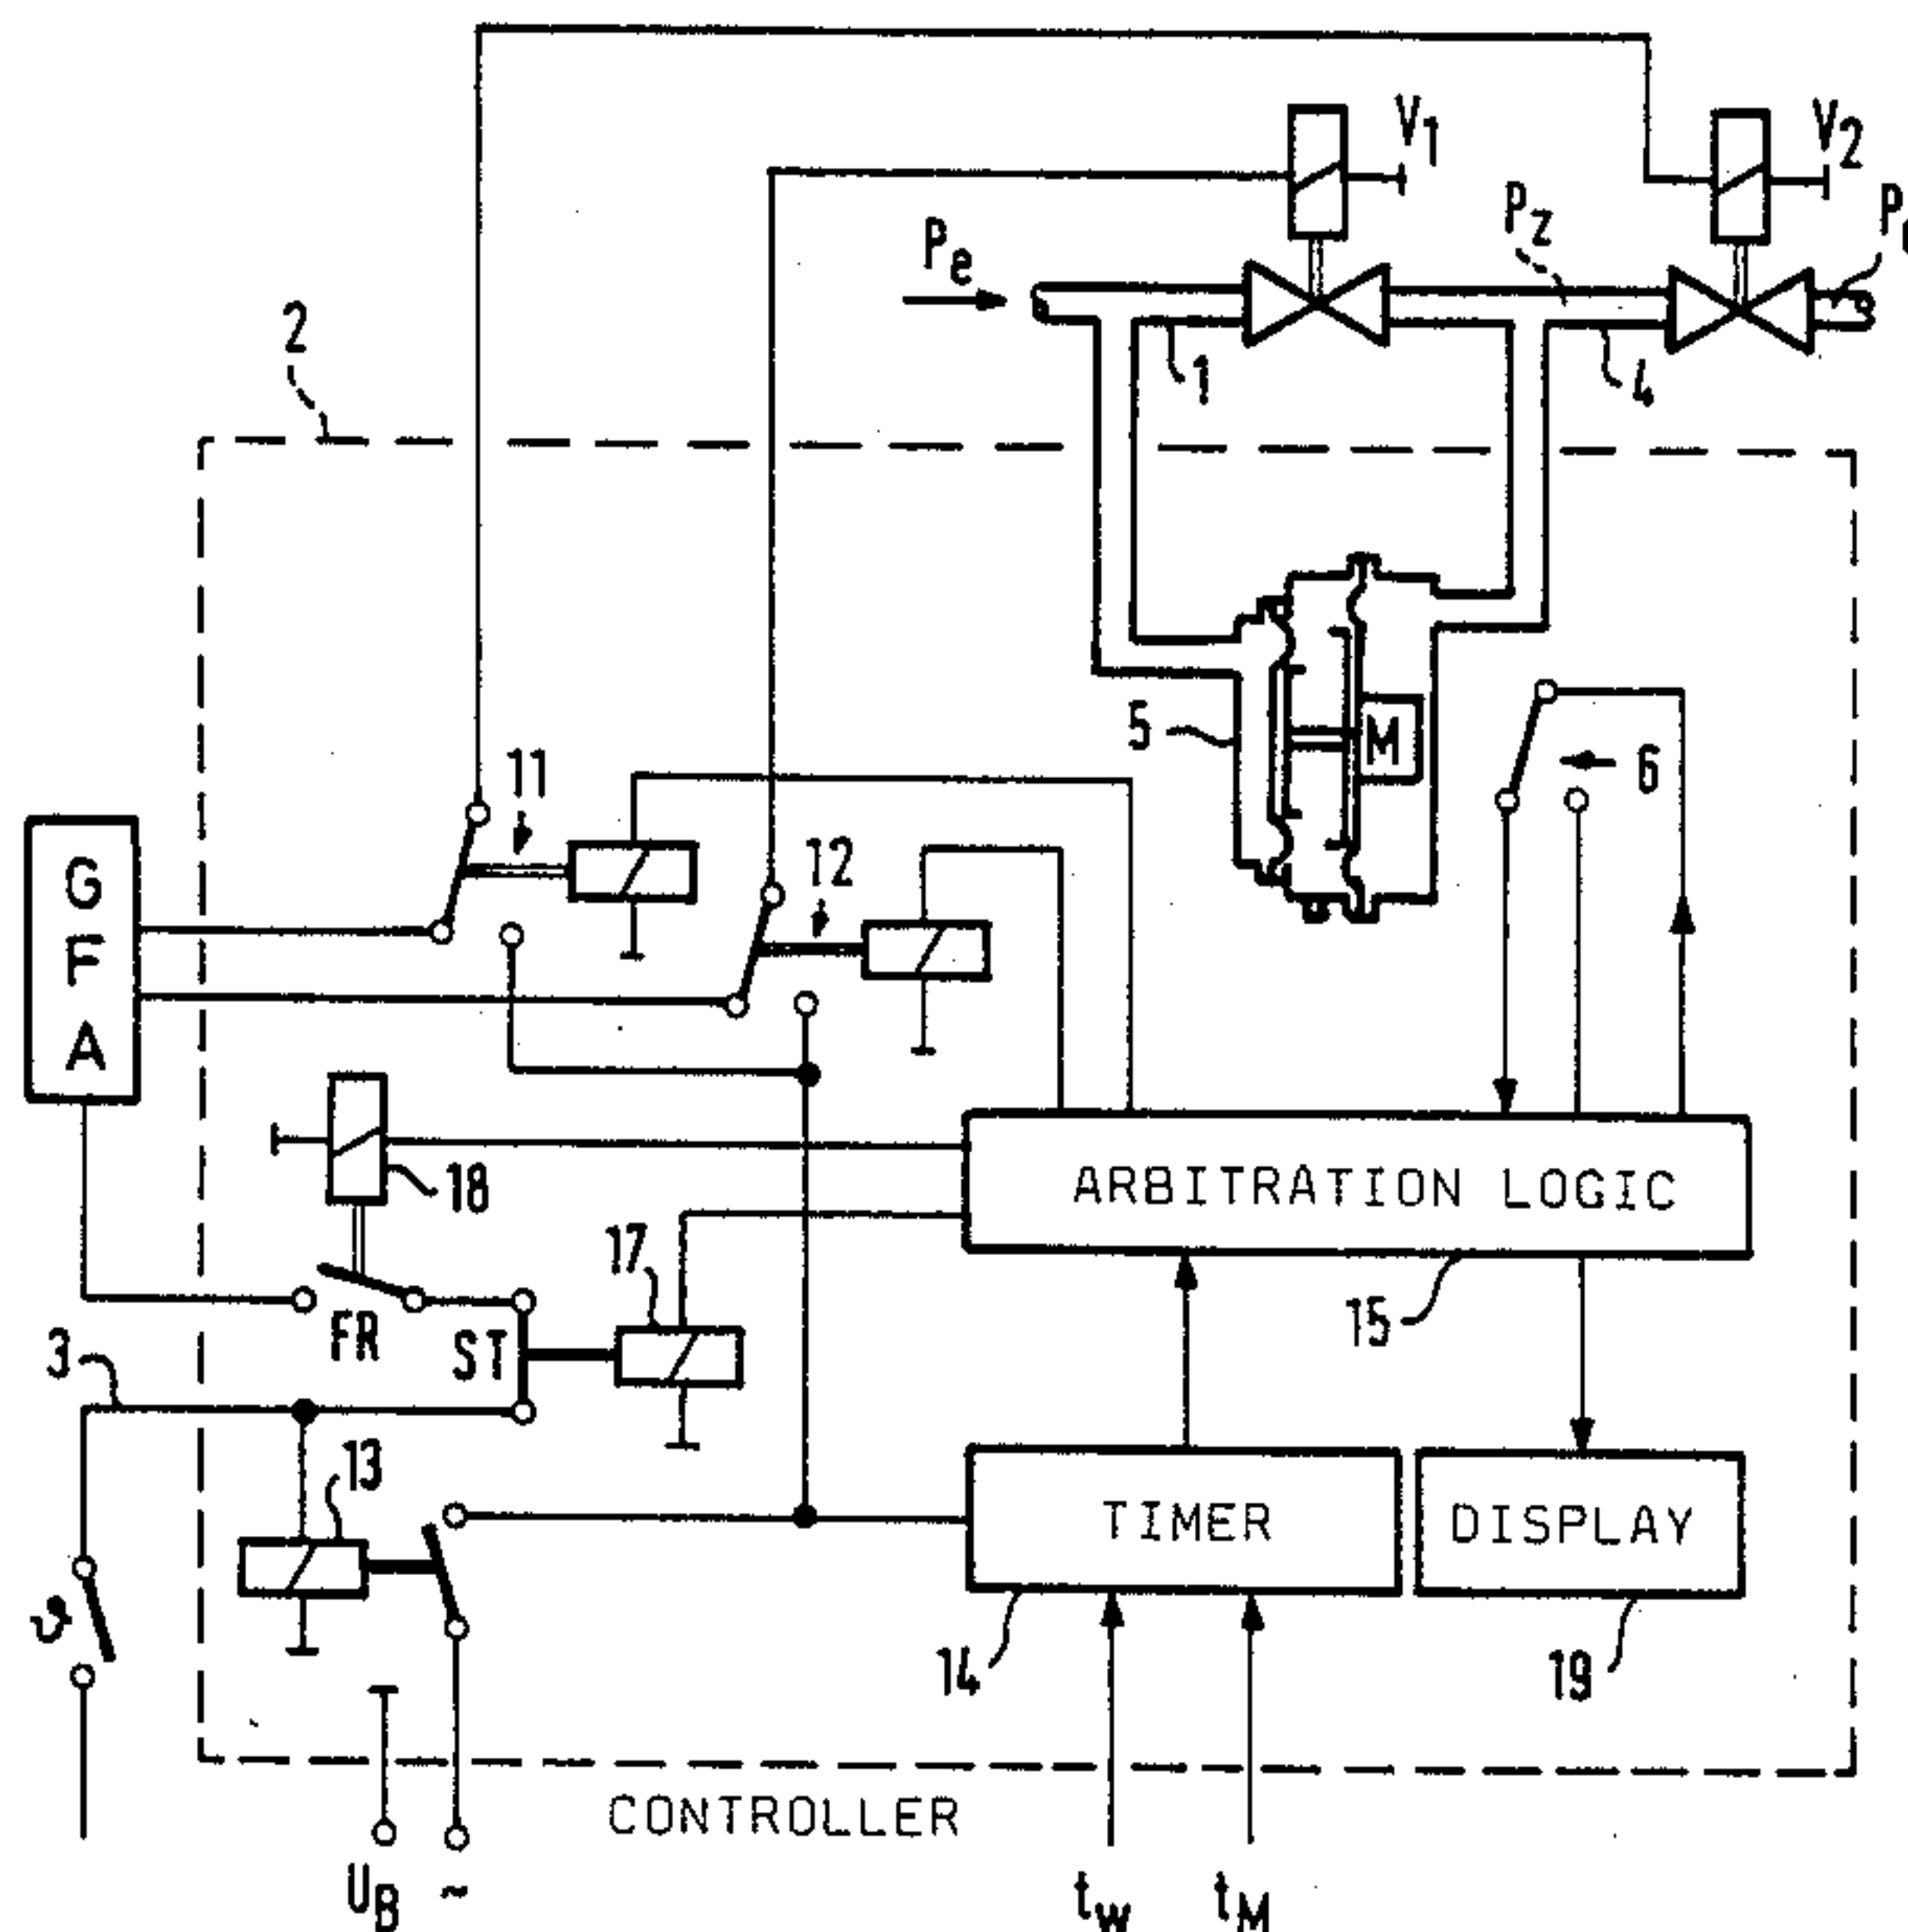 V1
V2
Pe
Pz
2
1
4
5
M
6
11
12
G
F
A
18
ARBITRATION LOGIC
17
15
FR
ST
3
13
TIMER
DISPLAY
ϑ
14
19
CONTROLLER
UB ~
tw
tM